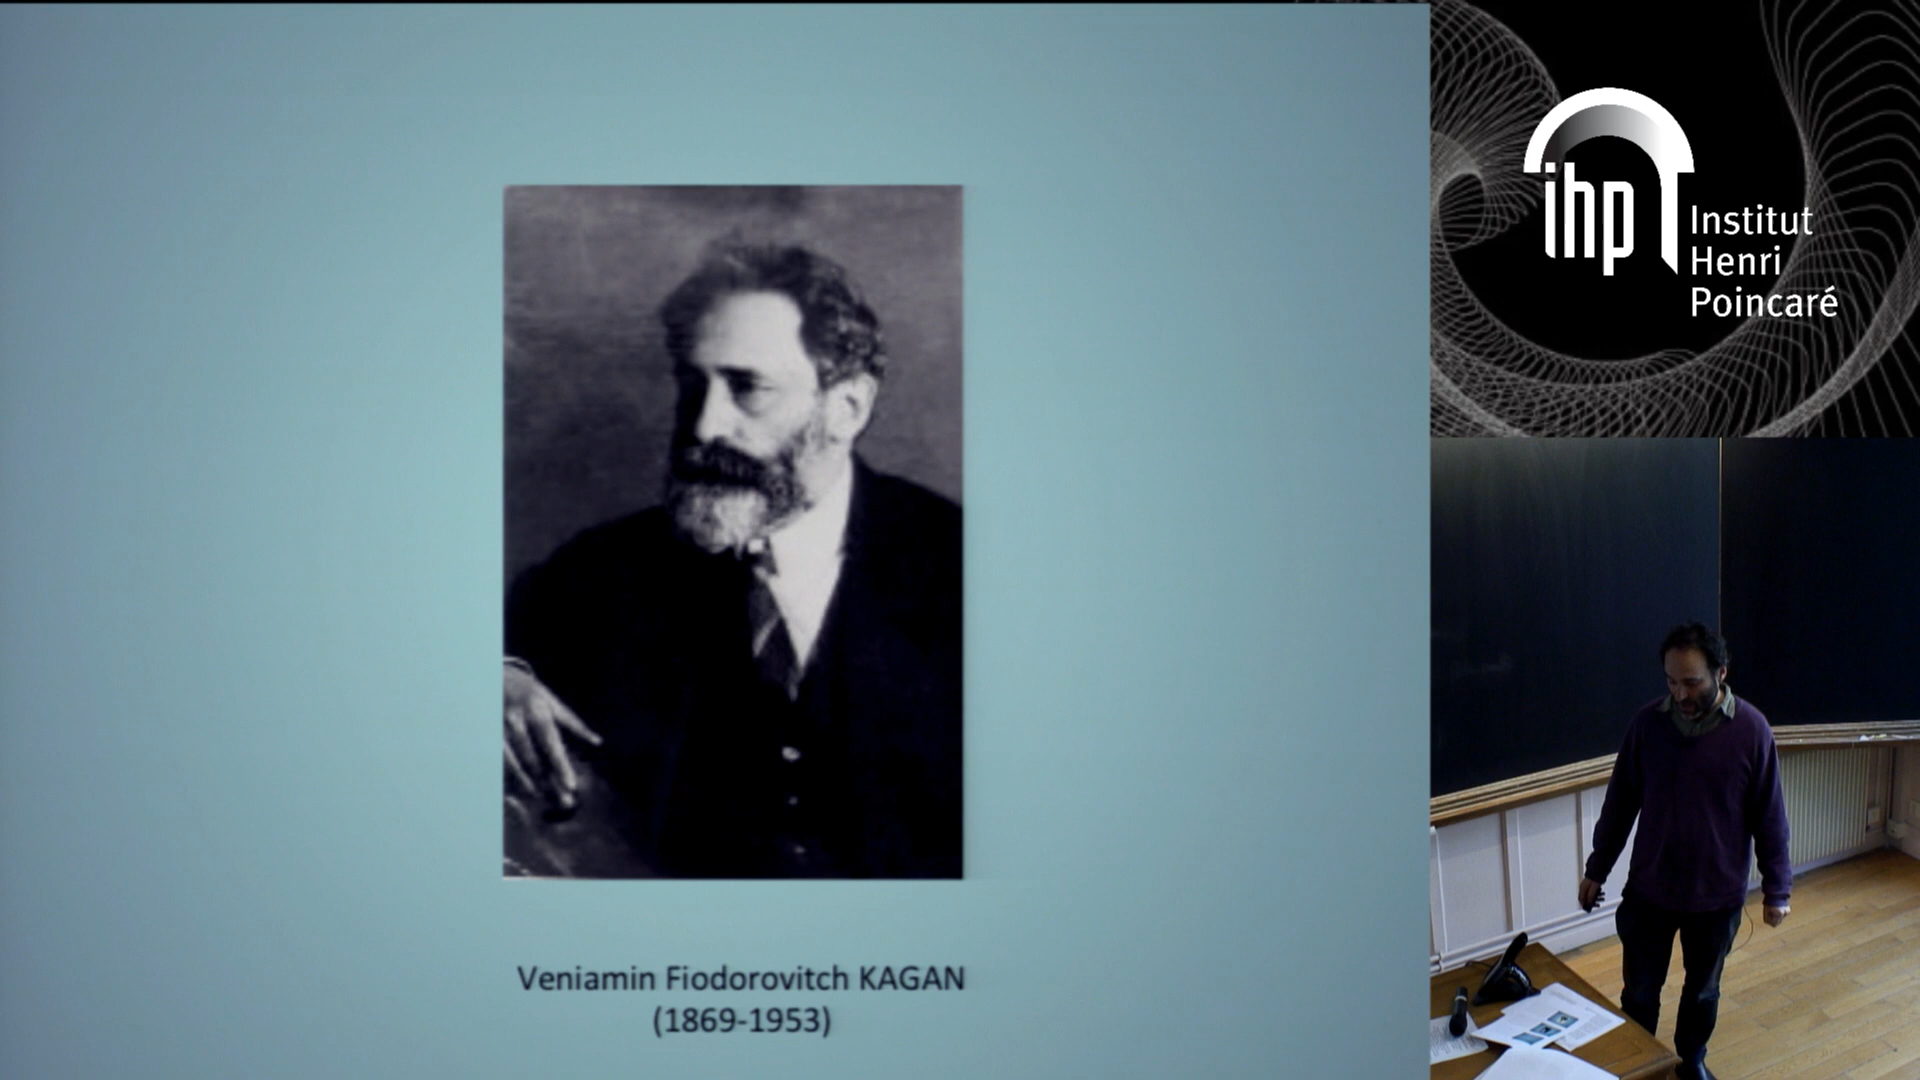 Veniamin Fiodorovitch KAGAN
(1869-1953)
ihp
Institut
Henri
Poincaré